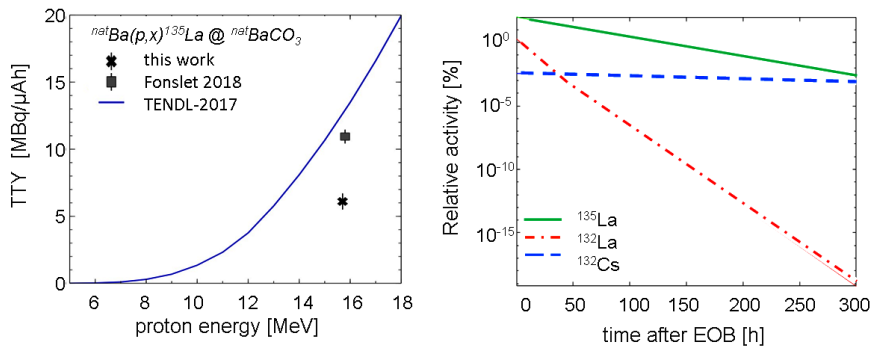 ⁿᵃᵗBa(p,x)¹³⁵La @ ⁿᵃᵗBaCO₃
this work
Fonslet 2018
TENDL-2017
TTY [MBq/μAh]
20
15
10
5
0
6 8 10 12 14 16 18
proton energy [MeV]
Relative activity [%]
10⁰
10⁻⁵
10⁻¹⁰
10⁻¹⁵
¹³⁵La
¹³²La
¹³²Cs
0 50 100 150 200 250 300
time after EOB [h]